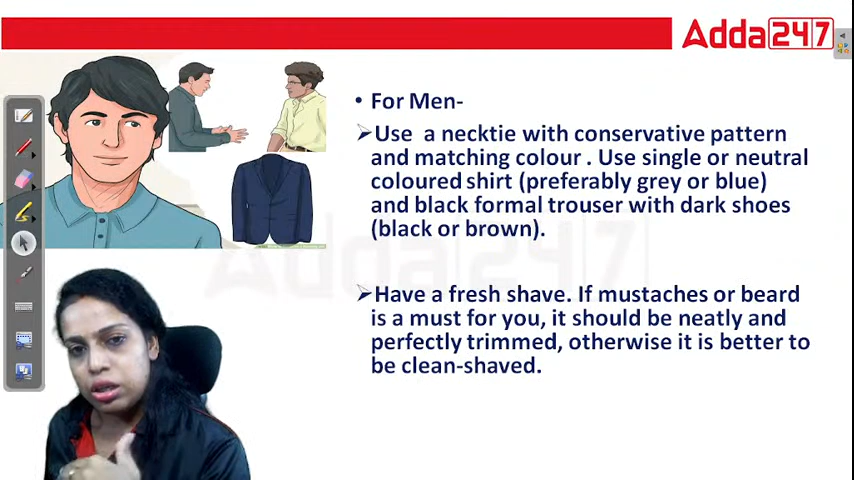 Adda247
• For Men-
➢Use a necktie with conservative pattern
and matching colour . Use single or neutral
coloured shirt (preferably grey or blue)
and black formal trouser with dark shoes
(black or brown).
➢Have a fresh shave. If mustaches or beard
is a must for you, it should be neatly and
perfectly trimmed, otherwise it is better to
be clean-shaved.
Adda247